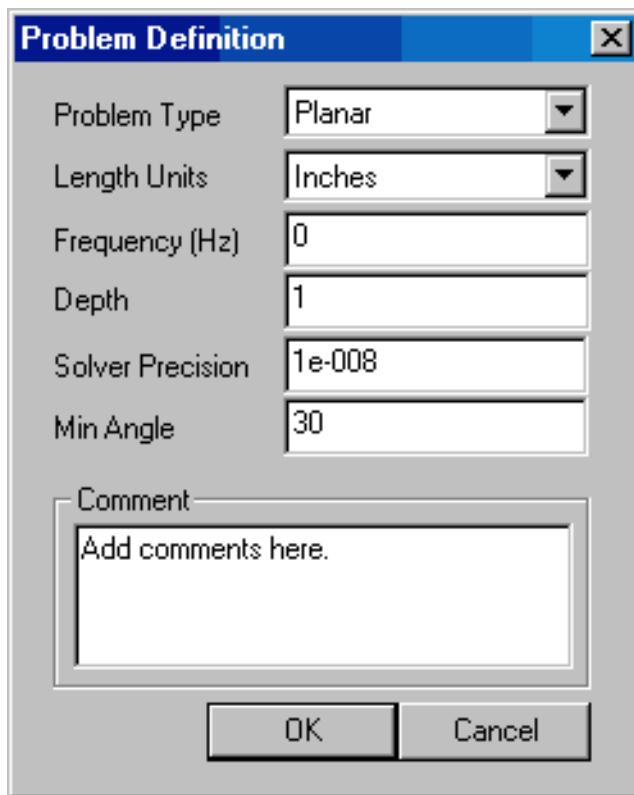 Problem Definition
Problem Type Planar
Length Units Inches
Frequency (Hz) 0
Depth 1
Solver Precision 1e-008
Min Angle 30
Comment
Add comments here.
OK Cancel